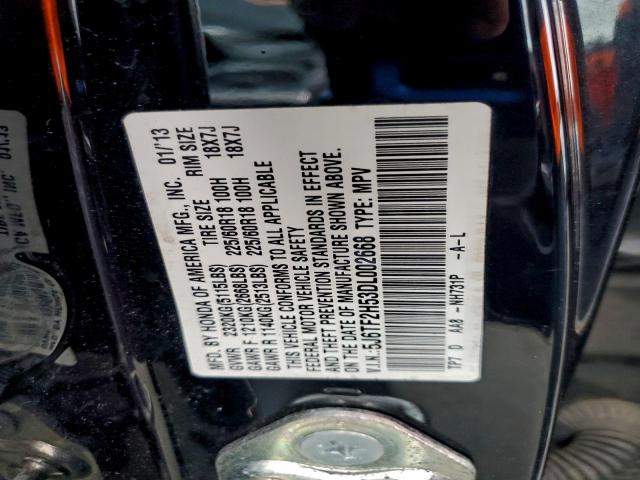 MFD. BY HONDA OF AMERICA MFG., INC. 01/'13
TIRE SIZE RIM SIZE
GVWR 2320KG(5115LBS)
GAWR F 1210KG(2668LBS) 225/60R18 100H 18X7J
GAWR R 1140KG(2513LBS) 225/60R18 100H 18X7J
THIS VEHICLE CONFORMS TO ALL APPLICABLE
FEDERAL MOTOR VEHICLE SAFETY
AND THEFT PREVENTION STANDARDS IN EFFECT
ON THE DATE OF MANUFACTURE SHOWN ABOVE.
V.I.N.:5J8TF2H53DL002668 TYPE: MPV
TP7 D AA8 -NH731P -A-L